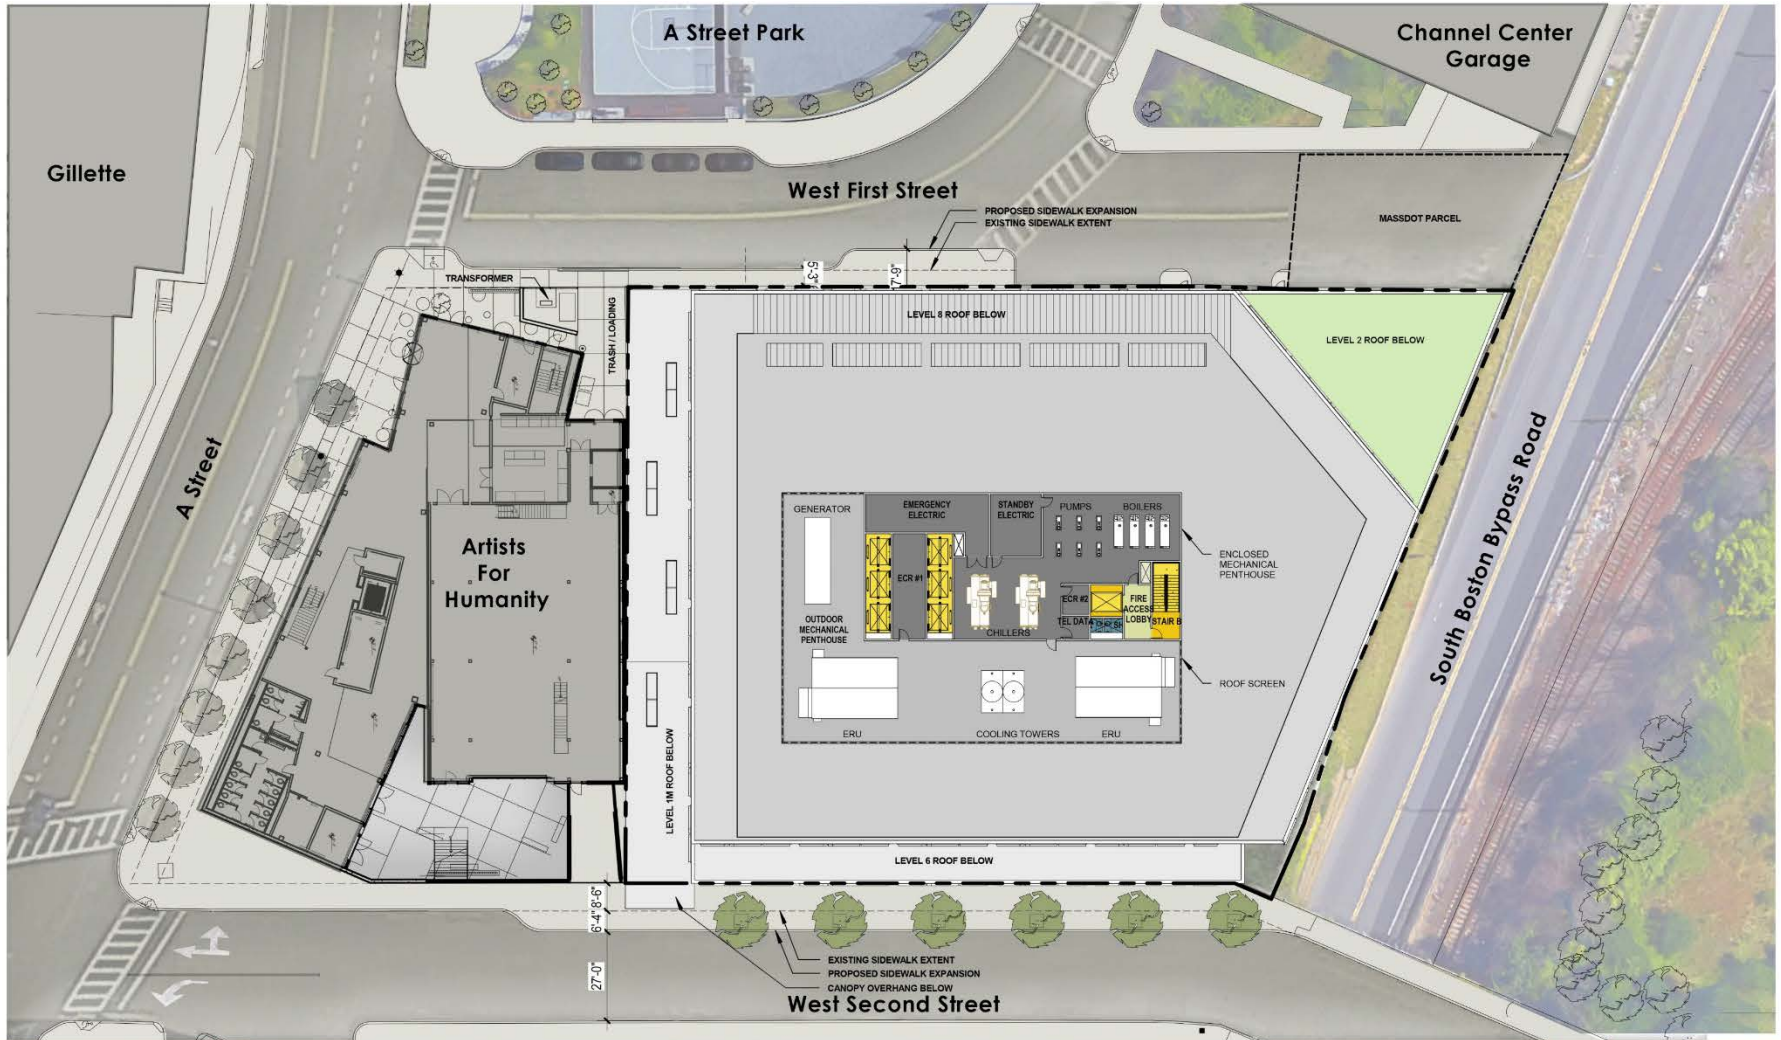 A Street Park
Channel Center
Garage
Gillette
West First Street
PROPOSED SIDEWALK EXPANSION
EXISTING SIDEWALK EXTENT
MASSDOT PARCEL
TRANSFORMER
5'-3"
17'-6"
TRASH / LOADING
LEVEL 8 ROOF BELOW
LEVEL 2 ROOF BELOW
A Street
South Boston Bypass Road
Artists
For
Humanity
GENERATOR
EMERGENCY
ELECTRIC
STANDBY
ELECTRIC
PUMPS
BOILERS
ENCLOSED
MECHANICAL
PENTHOUSE
ECR #1
ECR #2
FIRE
ACCESS
LOBBY
TEL DATA
STAIR B
OUTDOOR
MECHANICAL
PENTHOUSE
CHILLERS
ROOF SCREEN
ERU
COOLING TOWERS
ERU
LEVEL 1M ROOF BELOW
LEVEL 6 ROOF BELOW
8'-6"
6'-4"
27'-0"
EXISTING SIDEWALK EXTENT
PROPOSED SIDEWALK EXPANSION
CANOPY OVERHANG BELOW
West Second Street